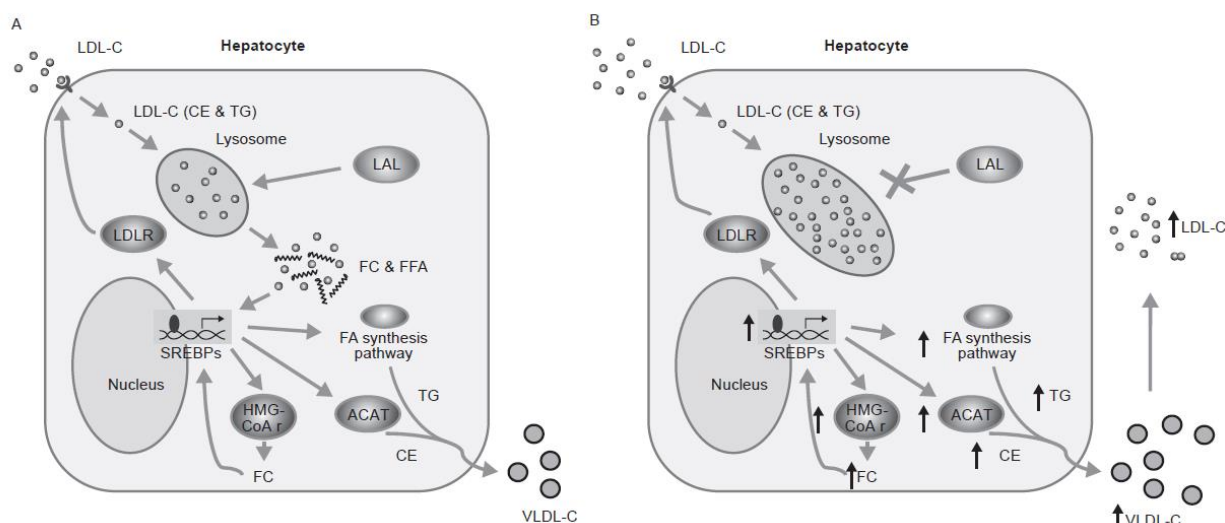 A
LDL-C
Hepatocyte
LDL-C (CE & TG)
Lysosome
LAL
LDLR
FC & FFA
SREBPs
FA synthesis
pathway
Nucleus
HMG-
CoA r
ACAT
TG
CE
FC
VLDL-C
B
LDL-C
Hepatocyte
LDL-C (CE & TG)
Lysosome
LAL
LDLR
LDL-C
SREBPs
FA synthesis
pathway
Nucleus
HMG-
CoA r
ACAT
TG
CE
FC
VLDL-C